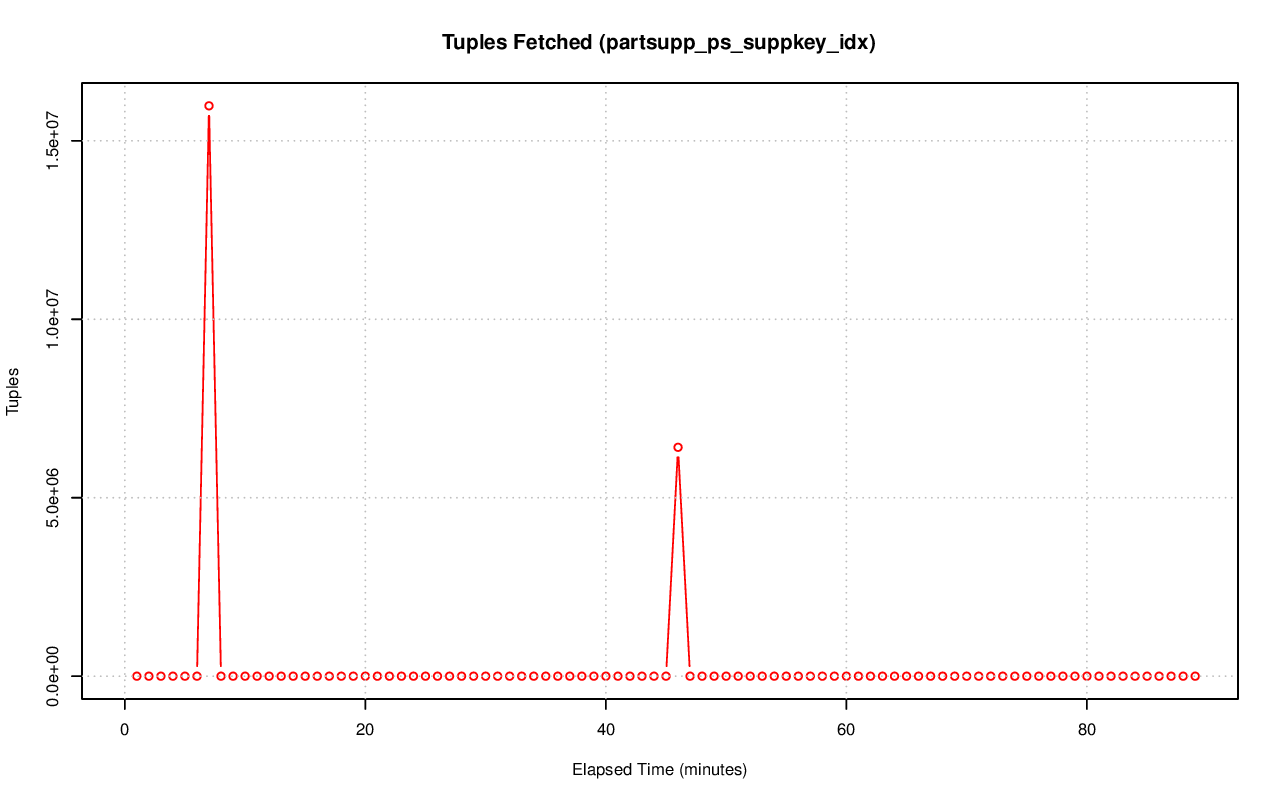 Tuples Fetched (partsupp_ps_suppkey_idx)
Tuples
1.5e+07
1.0e+07
5.0e+06
0.0e+00
0 20 40 60 80
Elapsed Time (minutes)